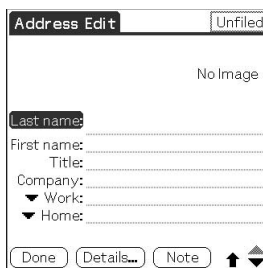 Address Edit Unfiled
No Image
Last name:
First name:
Title:
Company:
Work:
Home:
Done Details... Note